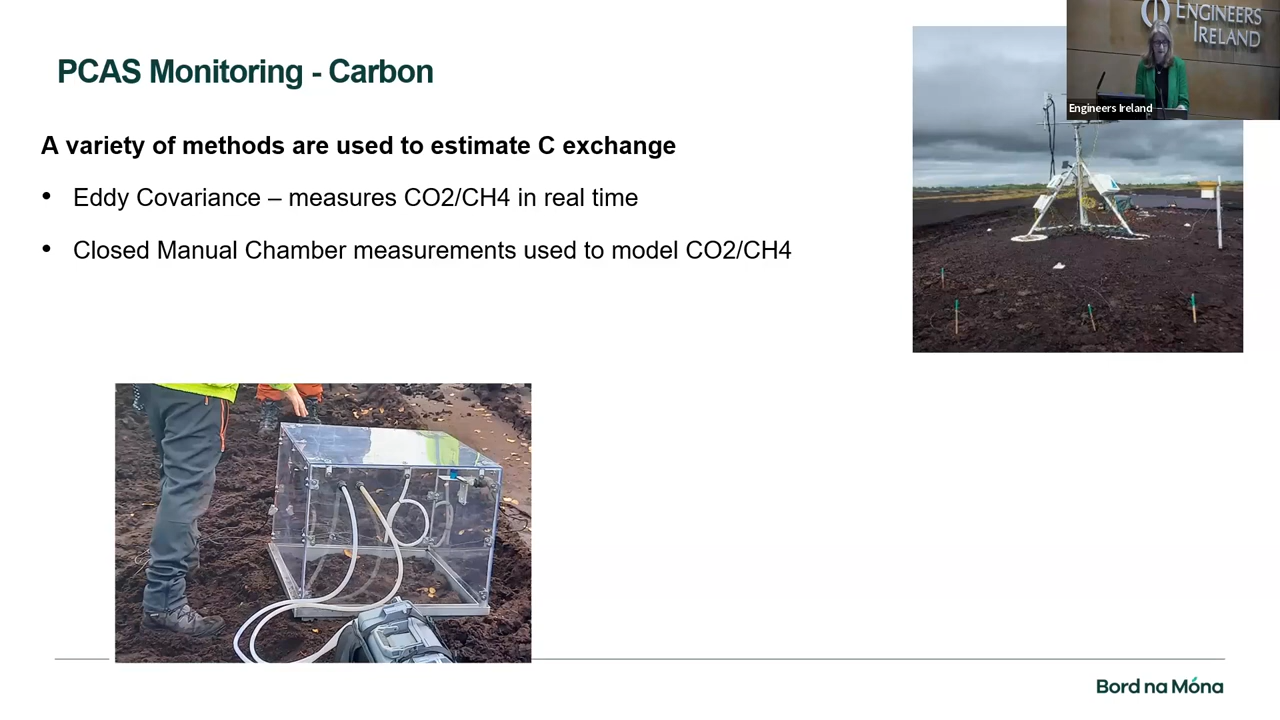 PCAS Monitoring - Carbon
A variety of methods are used to estimate C exchange
• Eddy Covariance – measures CO2/CH4 in real time
• Closed Manual Chamber measurements used to model CO2/CH4
ENGINEERS
IRELAND
Engineers Ireland
Bord na Móna